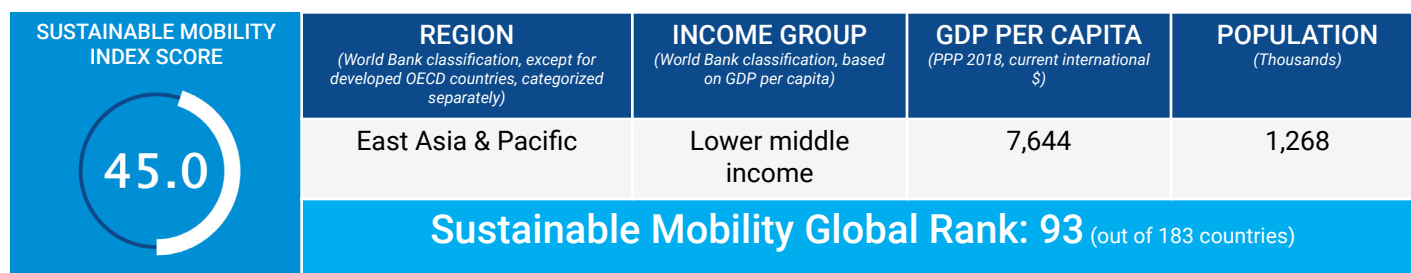 SUSTAINABLE MOBILITY
INDEX SCORE
45.0
REGION
(World Bank classification, except for
developed OECD countries, categorized
separately)
INCOME GROUP
(World Bank classification, based
on GDP per capita)
GDP PER CAPITA
(PPP 2018, current international
$)
POPULATION
(Thousands)
East Asia & Pacific
Lower middle
income
7,644
1,268
Sustainable Mobility Global Rank: 93 (out of 183 countries)